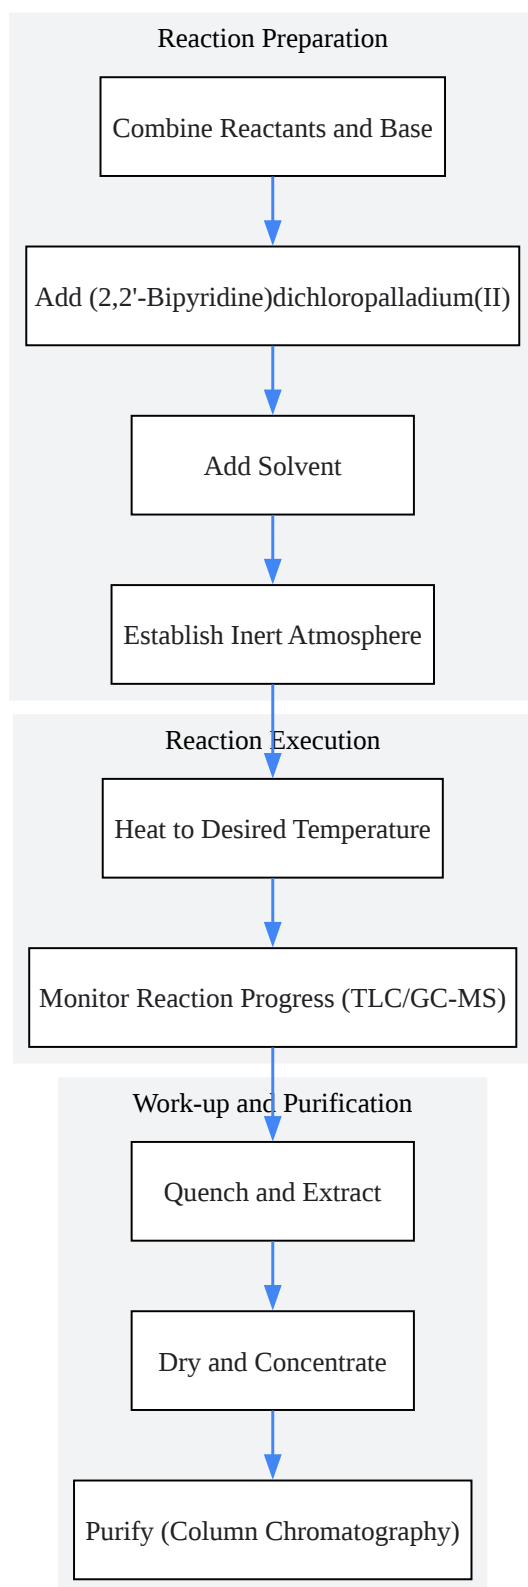 Reaction Preparation
Combine Reactants and Base
Add (2,2'-Bipyridine)dichloropalladium(II)
Add Solvent
Establish Inert Atmosphere
Reaction Execution
Heat to Desired Temperature
Monitor Reaction Progress (TLC/GC-MS)
Work-up and Purification
Quench and Extract
Dry and Concentrate
Purify (Column Chromatography)